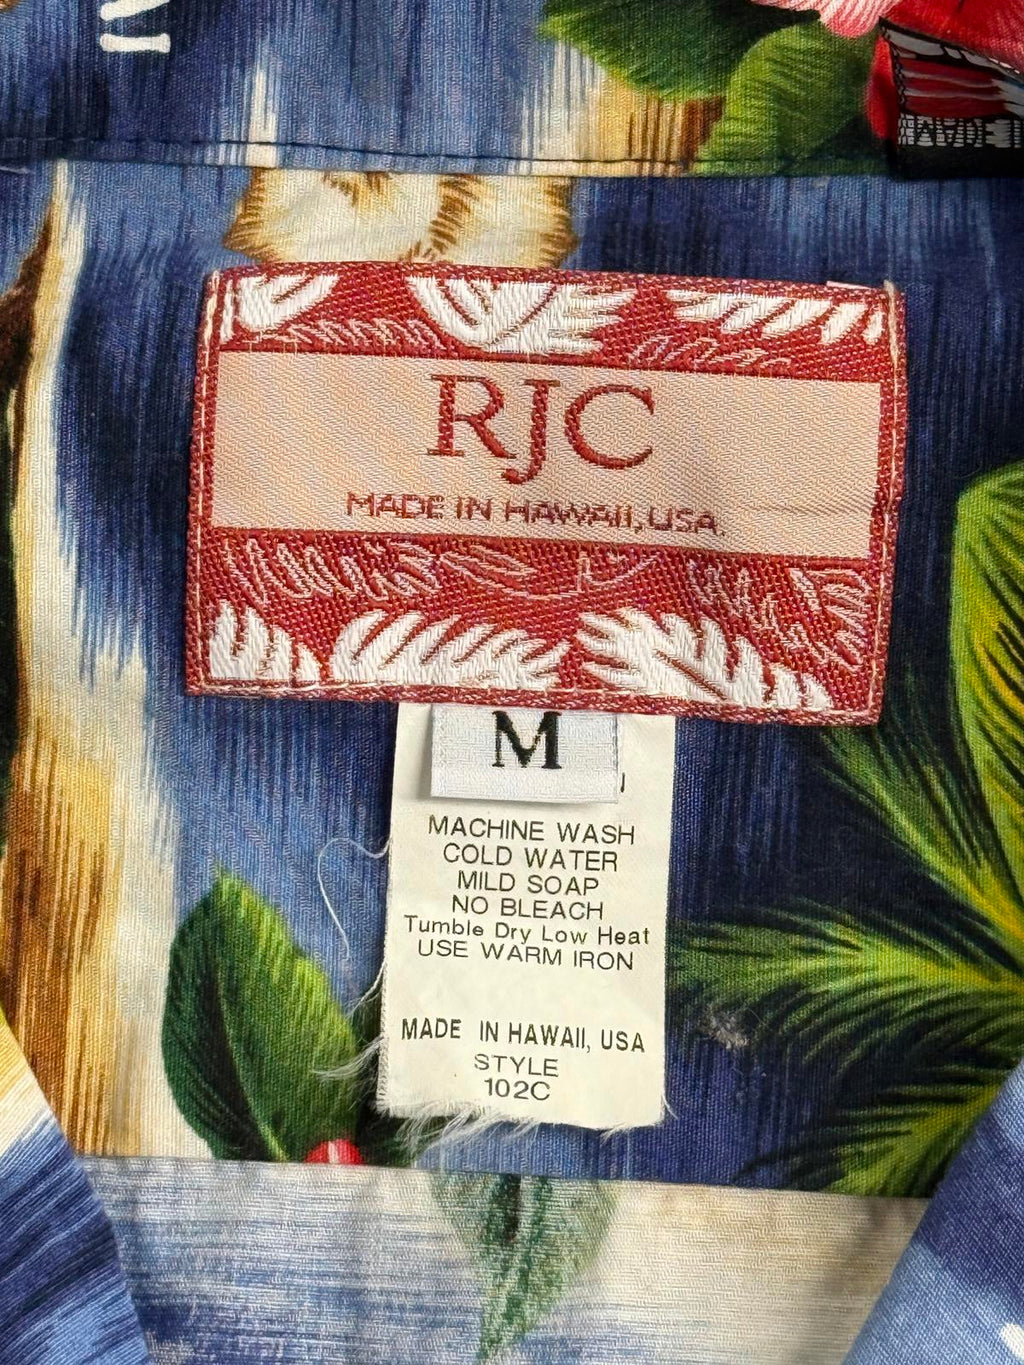 RJC
MADE IN HAWAII, USA.
M
MACHINE WASH
COLD WATER
MILD SOAP
NO BLEACH
Tumble Dry Low Heat
USE WARM IRON
MADE IN HAWAII, USA
STYLE
102C